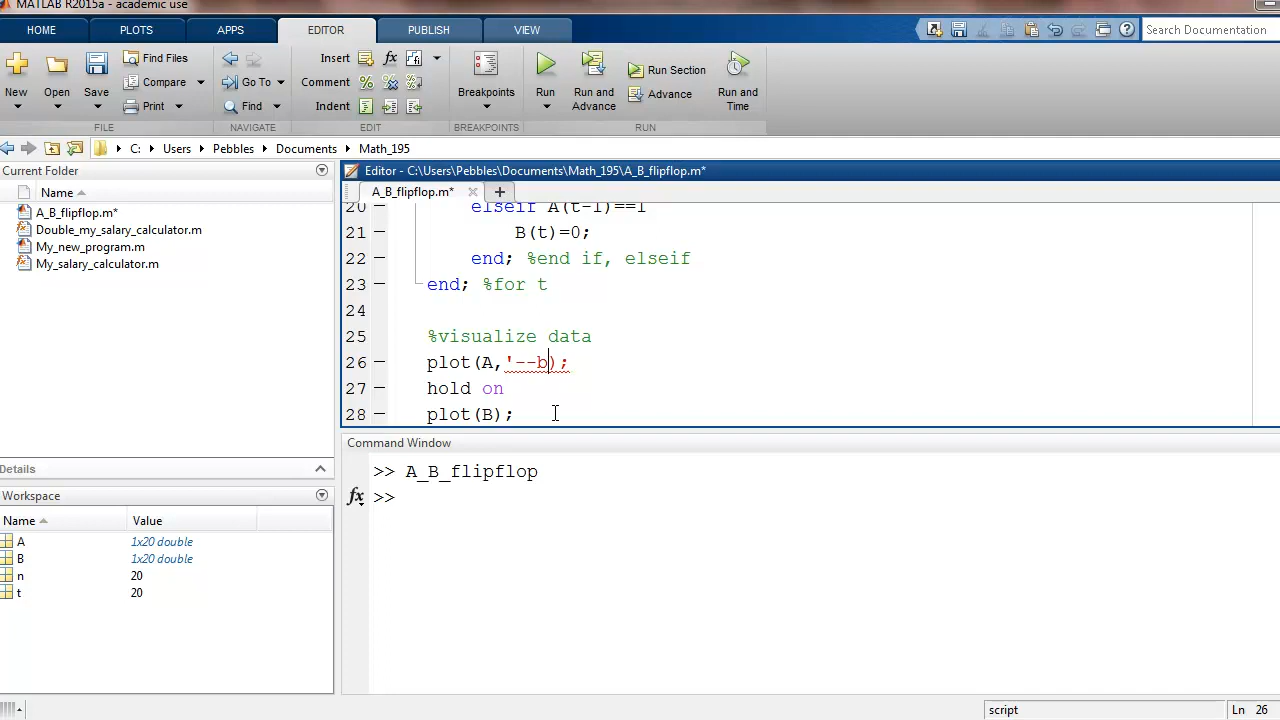 MATLAB R2015a - academic use
HOME PLOTS APPS EDITOR PUBLISH VIEW
Search Documentation
New Open Save Find Files Compare Print
Go To Find
Insert Comment Indent
Breakpoints Run Run and Advance Run Section Advance Run and Time
FILE NAVIGATE EDIT BREAKPOINTS RUN
C: Users Pebbles Documents Math_195
Current Folder
Name
A_B_flipflop.m*
Double_my_salary_calculator.m
My_new_program.m
My_salary_calculator.m
Details
Workspace
Name Value
A 1x20 double
B 1x20 double
n 20
t 20
Editor - C:\Users\Pebbles\Documents\Math_195\A_B_flipflop.m*
A_B_flipflop.m*
20 elseif A(t-1)==1
21 B(t)=0;
22 end; %end if, elseif
23 end; %for t
24
25 %visualize data
26 plot(A,'--b);
27 hold on
28 plot(B);
Command Window
>> A_B_flipflop
fx >>
script Ln 26